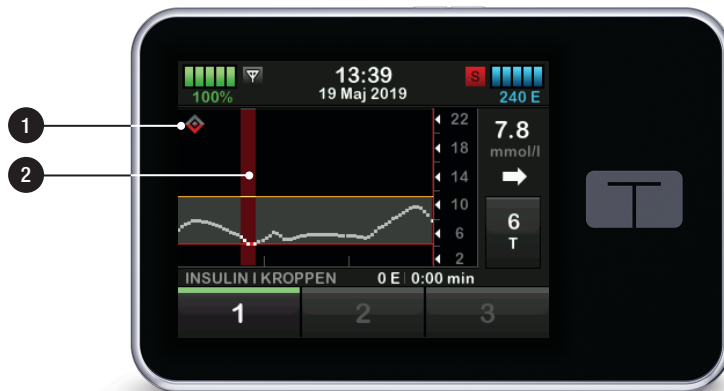 13:39
S
100%
19 Maj 2019
240 E
1
22
7.8
18
mmol/l
2
14
10
6
6
T
2
INSULIN I KROPPEN 0 E | 0:00 min
1 2 3